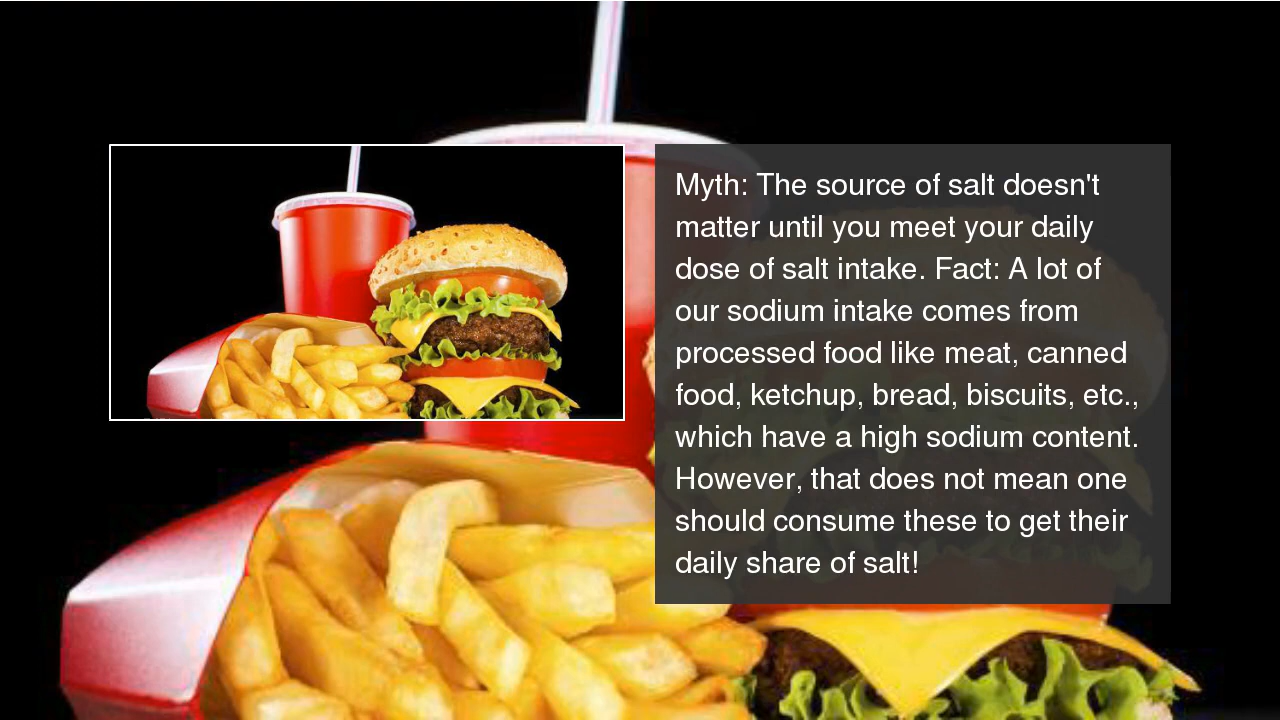 Myth: The source of salt doesn't
matter until you meet your daily
dose of salt intake. Fact: A lot of
our sodium intake comes from
processed food like meat, canned
food, ketchup, bread, biscuits, etc.,
which have a high sodium content.
However, that does not mean one
should consume these to get their
daily share of salt!